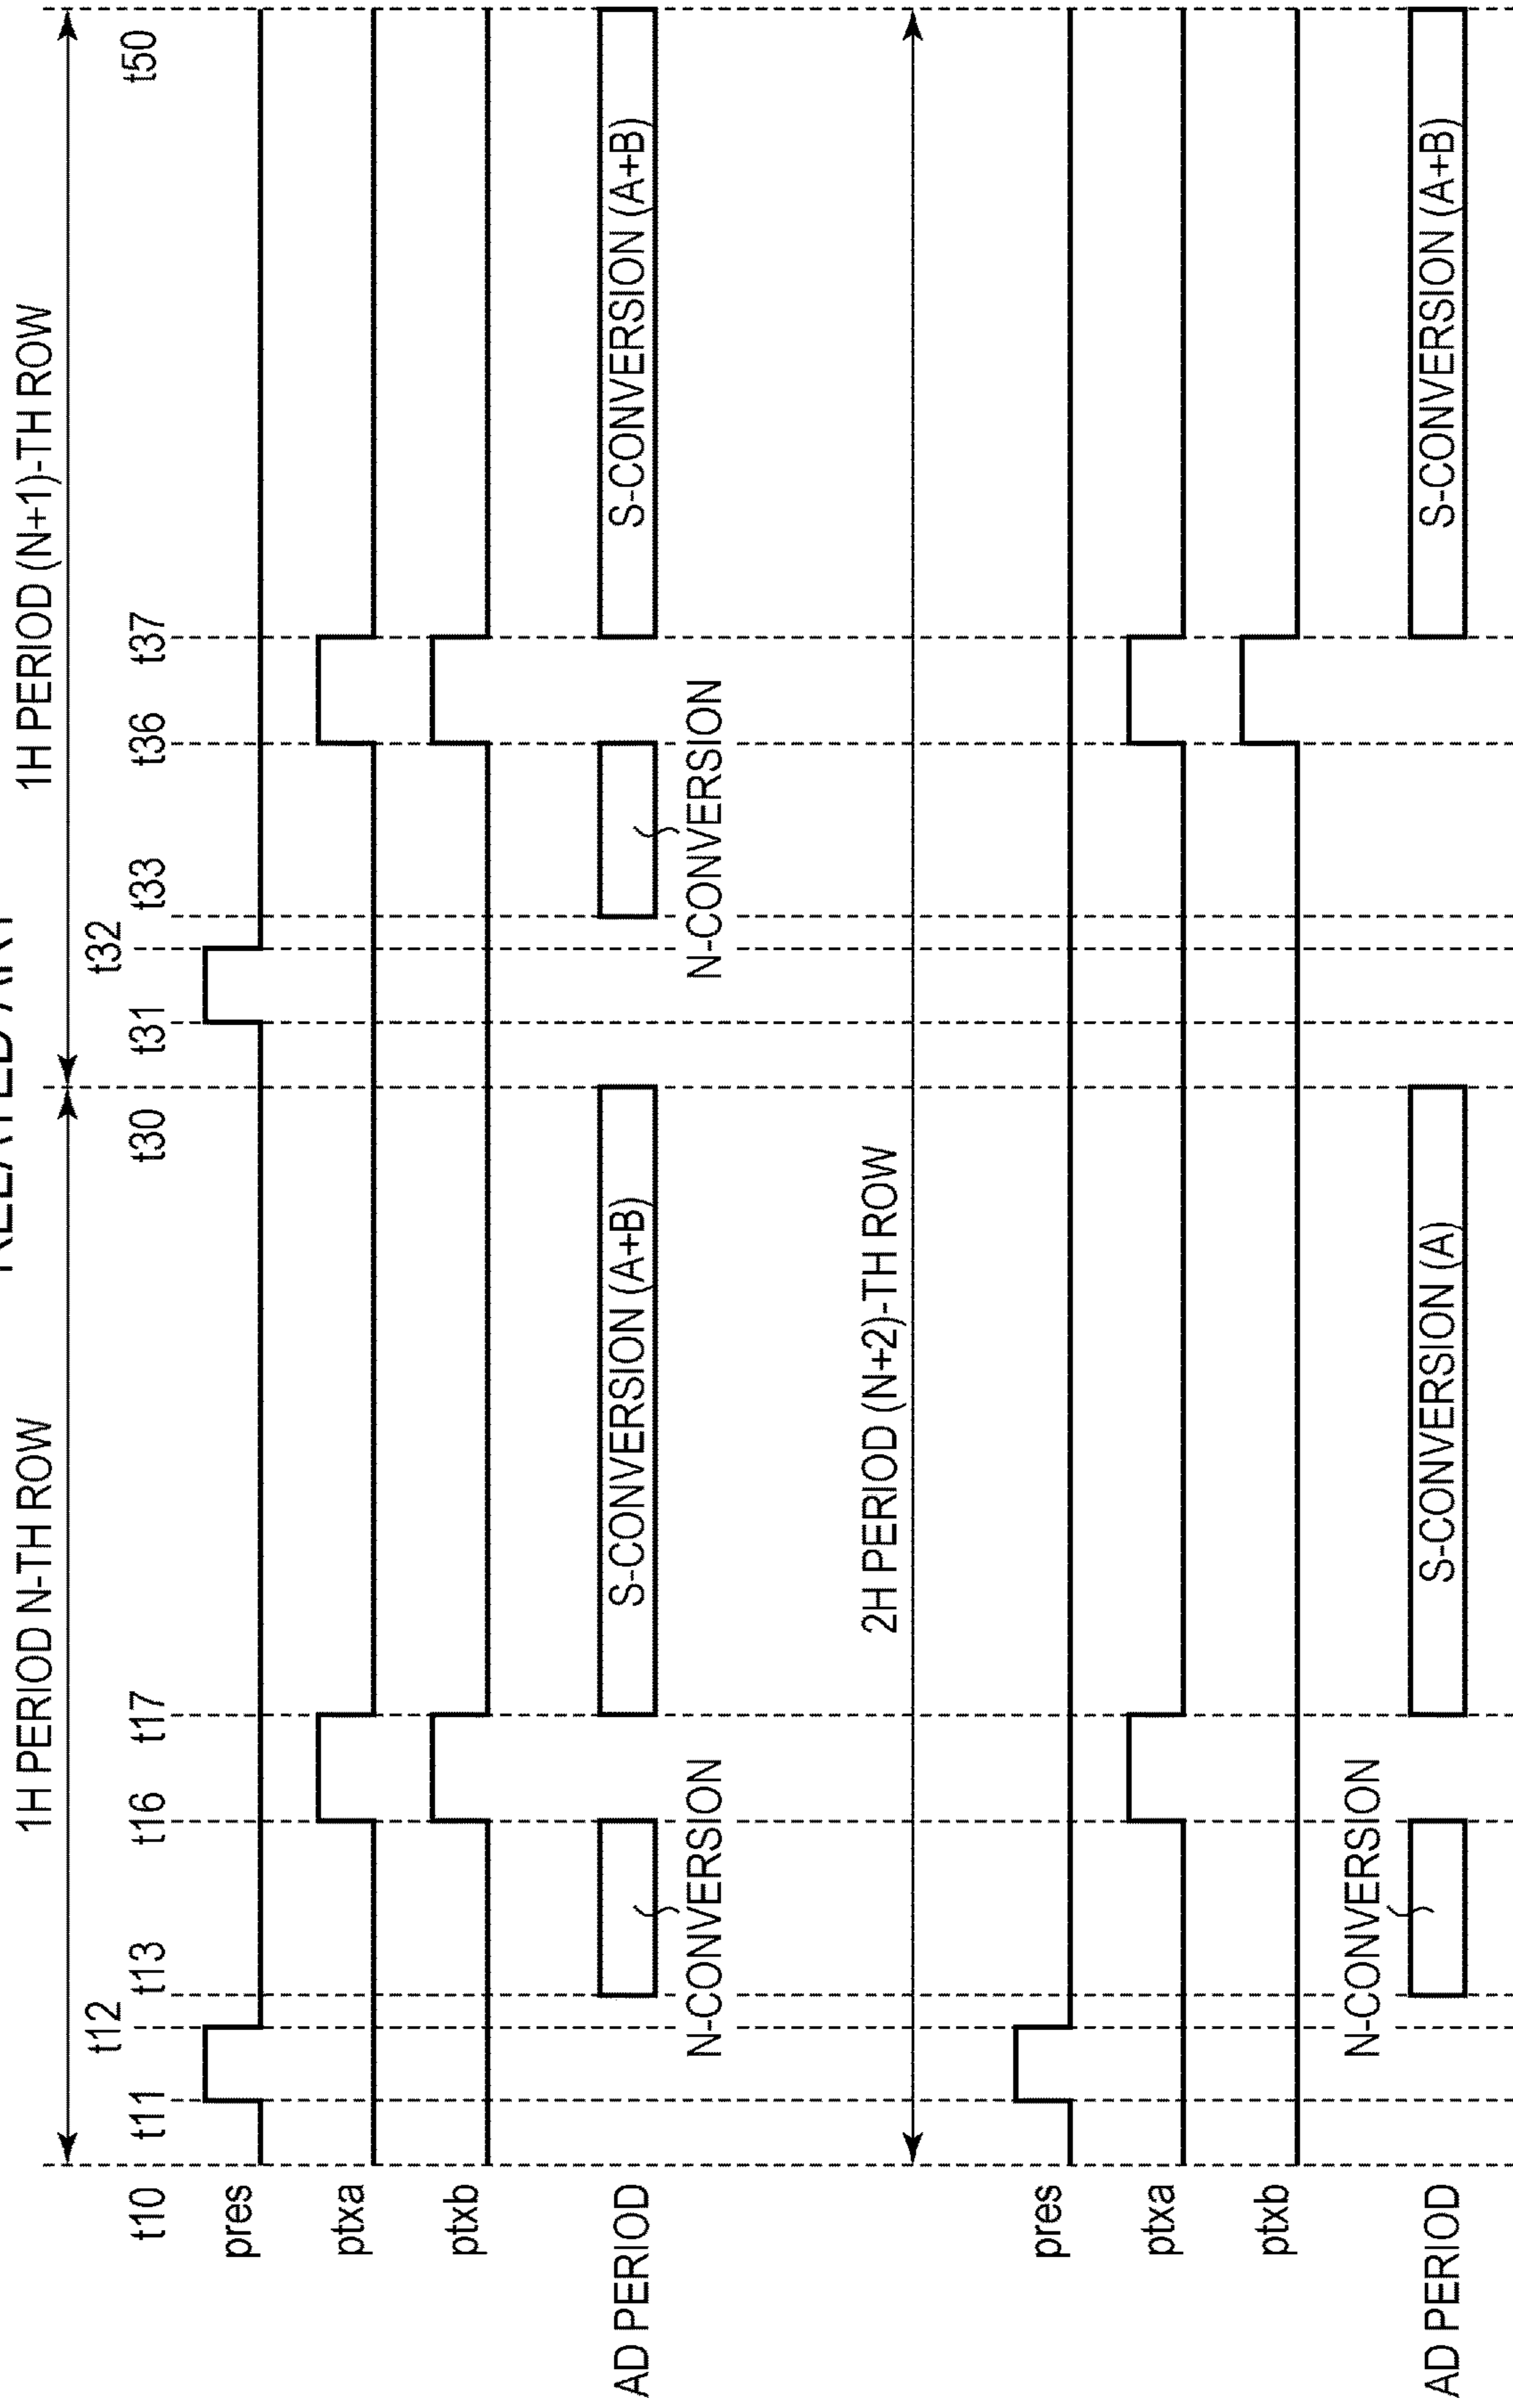 RELATED ART
1H PERIOD N-TH ROW
1H PERIOD (N+1)-TH ROW
t10 t11 t12 t13 t16 t17 t30 t31 t32 t33 t36 t37 t50
pres
ptxa
ptxb
AD PERIOD
S-CONVERSION (A+B)
S-CONVERSION (A+B)
N-CONVERSION
N-CONVERSION
2H PERIOD (N+2)-TH ROW
pres
ptxa
ptxb
N-CONVERSION
AD PERIOD
S-CONVERSION (A)
S-CONVERSION (A+B)